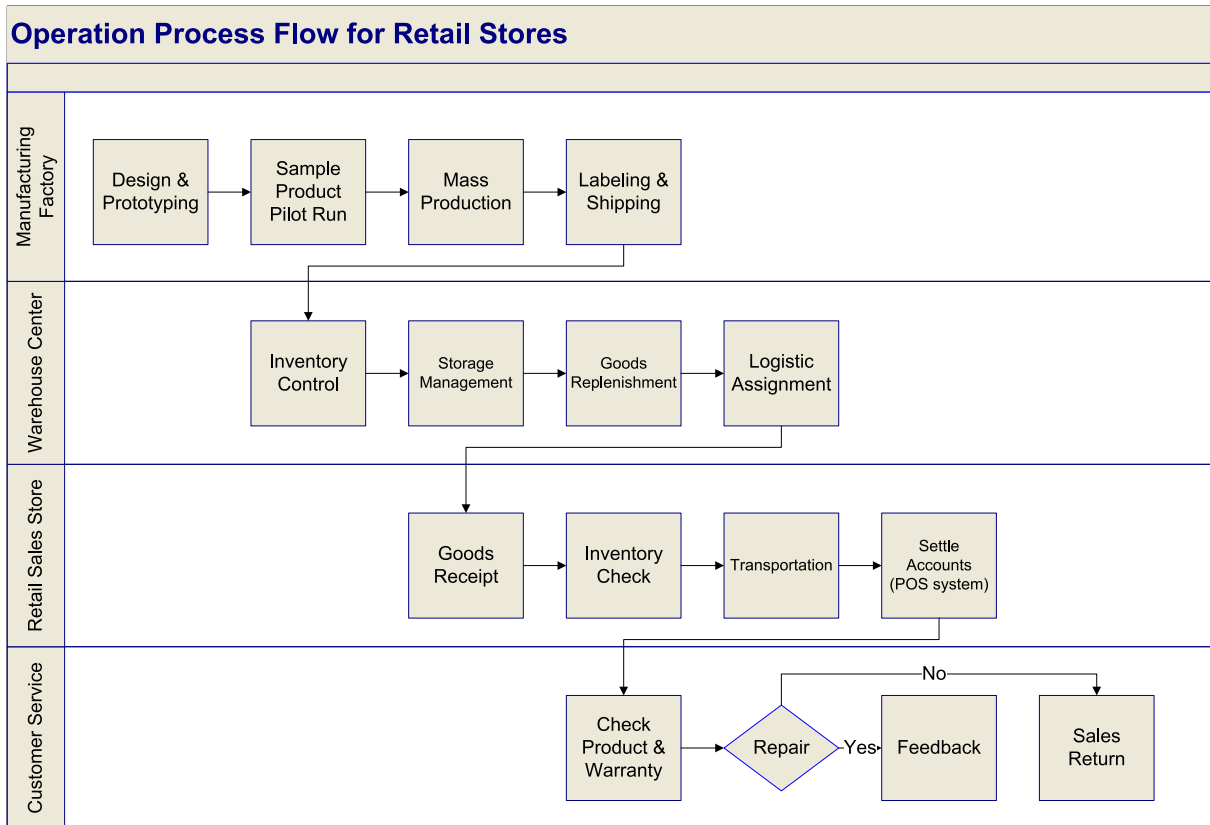 Operation Process Flow for Retail Stores
Manufacturing
Factory
Design &
Prototyping
Sample
Product
Pilot Run
Mass
Production
Labeling &
Shipping
Warehouse Center
Inventory
Control
Storage
Management
Goods
Replenishment
Logistic
Assignment
Retail Sales Store
Goods
Receipt
Inventory
Check
Transportation
Settle
Accounts
(POS system)
Customer Service
Check
Product &
Warranty
Repair
No
Yes
Feedback
Sales
Return